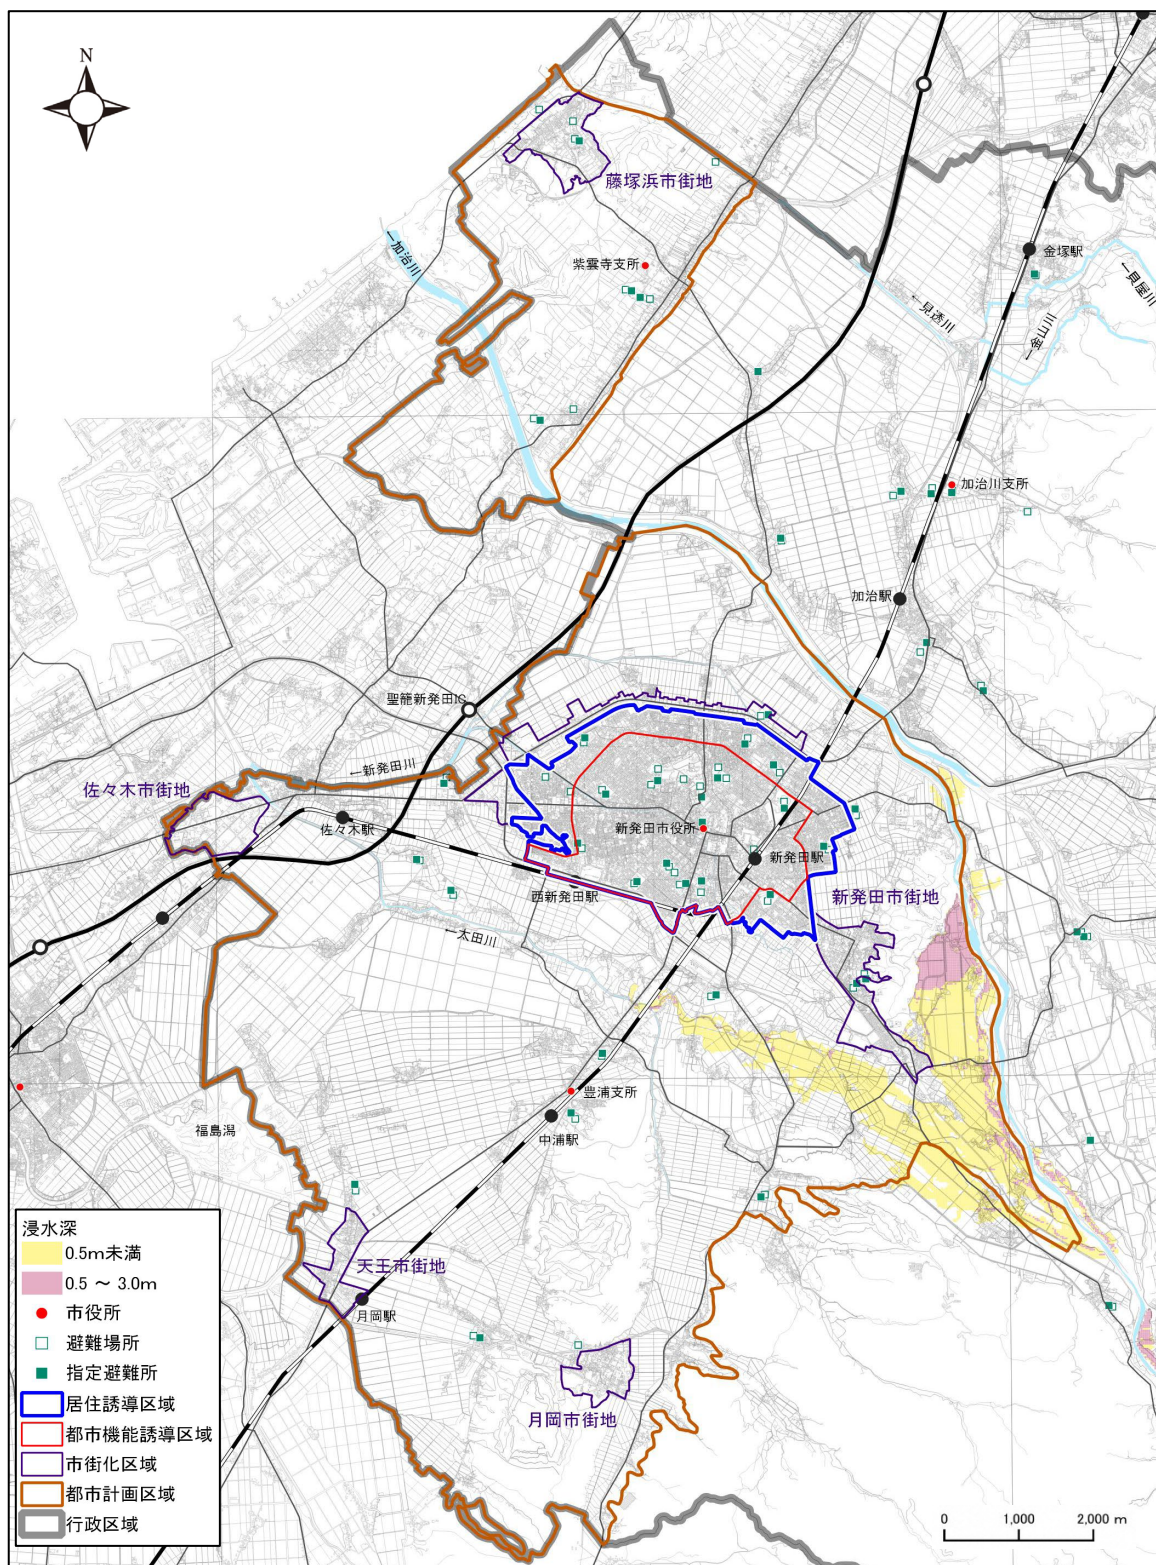 N
藤塚浜市街地
←加治川
紫雲寺支所
金塚駅
←貝屋川
←見透川
←金山川
加治川支所
加治駅
聖籠新発田IC
←新発田川
佐々木市街地
佐々木駅
新発田市役所
新発田駅
西新発田駅
新発田市街地
←太田川
豊浦支所
中浦駅
福島潟
天王市街地
月岡駅
月岡市街地
浸水深
0.5m未満
0.5 ～ 3.0m
市役所
避難場所
指定避難所
居住誘導区域
都市機能誘導区域
市街化区域
都市計画区域
行政区域
0 1,000 2,000 m